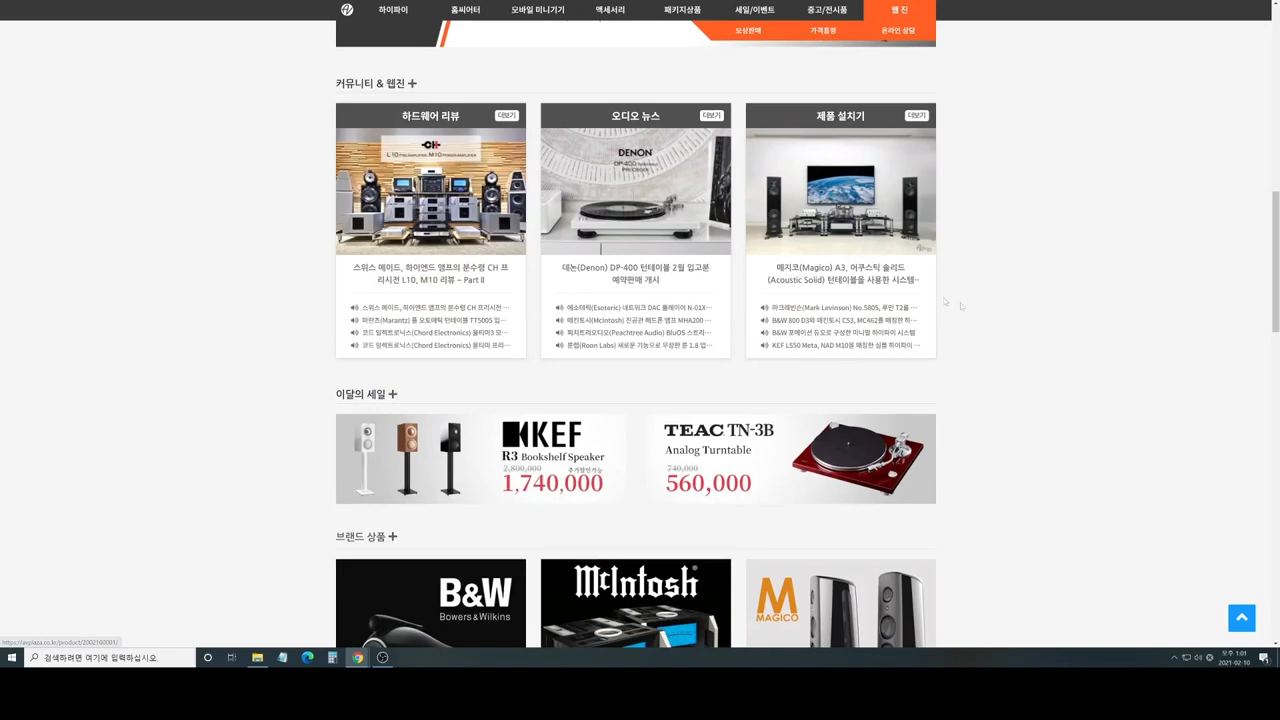 하이파이 홈씨어터 모바일 미니기기 액세서리 패키지상품 세일/이벤트 중고/전시품 웹 진
보상판매 가격흥정 온라인 상담
커뮤니티 & 웹진 +
하드웨어 리뷰 더보기
CH
L10 M10
스위스 메이드, 하이엔드 앰프의 분수령 CH 프
리시전 L10, M10 리뷰 - Part II
스위스 메이드, 하이엔드 앰프의 분수령 CH 프리시전 ···
마란츠(Marantz) 풀 오토매틱 턴테이블 TT5005 입···
코드 일렉트로닉스(Chord Electronics) 울티마3 모···
코드 일렉트로닉스(Chord Electronics) 울티마 프리···
오디오 뉴스 더보기
DENON
DP-400
데논(Denon) DP-400 턴테이블 2월 입고분
예약판매 개시
에소테릭(Esoteric) 네트워크 DAC 플레이어 N-01X···
매킨토시(McIntosh) 진공관 헤드폰 앰프 MHA200 ···
피치트리오디오(Peachtree Audio) BluOS 스트리···
룬랩(Roon Labs) 새로운 기능으로 무장한 룬 1.8 업···
제품 설치기 더보기
매지코(Magico) A3, 어쿠스틱 솔리드
(Acoustic Solid) 턴테이블을 사용한 시스템··
마크레빈슨(Mark Levinson) No.5805, 루민 T2를 ···
B&W 800 D3와 매킨토시 C53, MC462를 매칭한 하···
B&W 포메이션 듀오로 구성한 미니멀 하이파이 시스템
KEF LS50 Meta, NAD M10을 매칭한 심플 하이파이 ···
이달의 세일 +
KEF
R3 Bookshelf Speaker
2,800,000 추가할인가능
1,740,000
TEAC TN-3B
Analog Turntable
740,000
560,000
브랜드 상품 +
B&W
Bowers & Wilkins
McIntosh
M
MAGICO
https://avplaza.co.kr/product/2002160001/
검색하려면 여기에 입력하십시오.
오후 1:01
2021-02-10